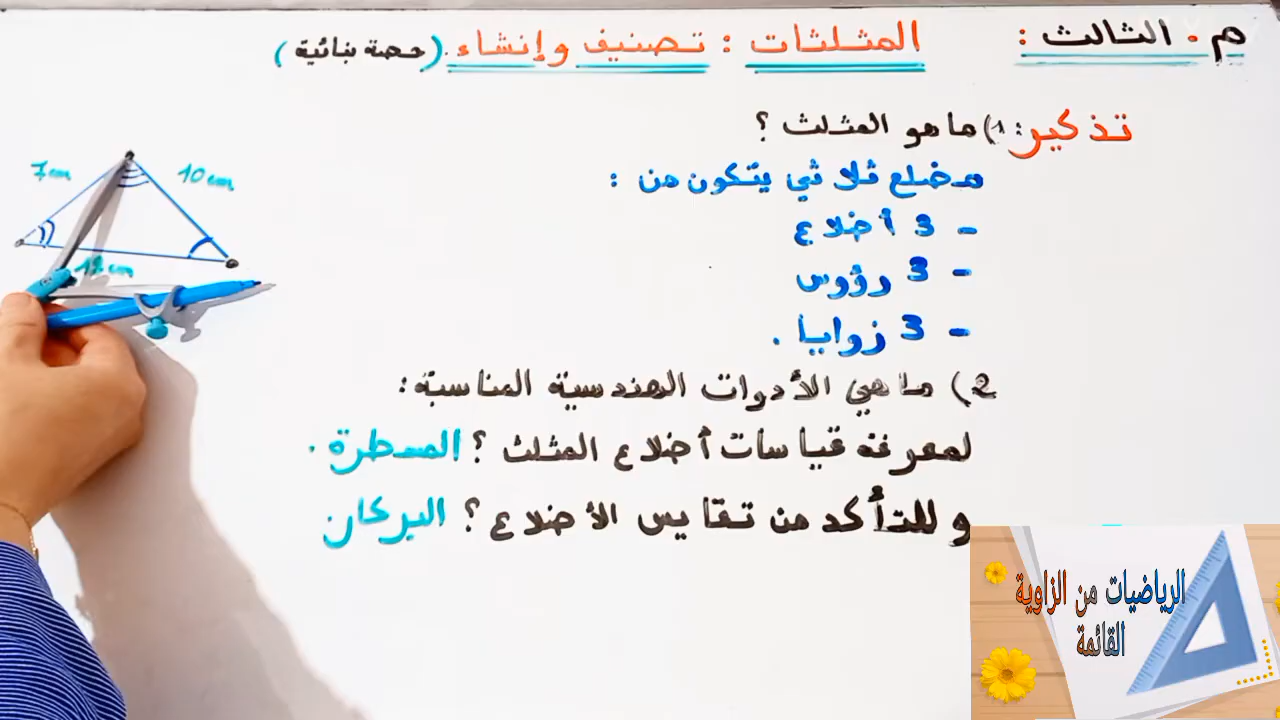 م. الثالث : المثلثات : تصنيف وإنشاء. (حصة بنائية)
تذكير: 1) ما هو المثلث ؟
مضلع ثلاثي يتكون من :
- 3 أضلاع
- 3 رؤوس
- 3 زوايا .
2) ما هي الأدوات الهندسية المناسبة :
لمعرفة قياسات أضلاع المثلث ؟ المسطرة .
و للتأكد من تقايس الأضلاع ؟ البركار
7cm
10cm
الرياضيات من الزاوية
القائمة